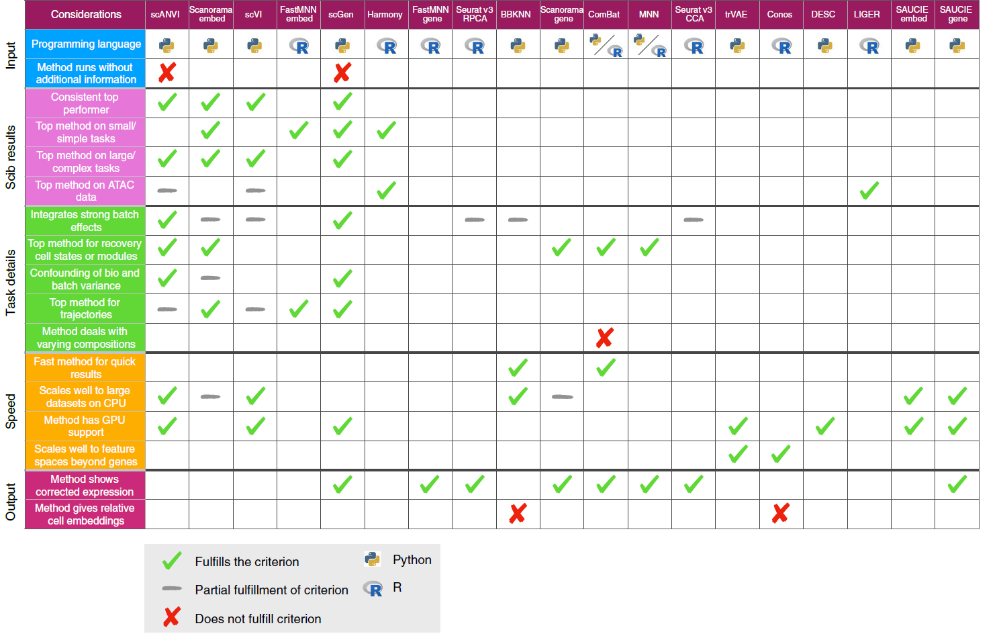 Considerations
scANVI
Scanorama
embed
scVI
FastMNN
embed
scGen
Harmony
FastMNN
gene
Seurat v3
RPCA
BBKNN
Scanorama
gene
ComBat
MNN
Seurat v3
CCA
trVAE
Conos
DESC
LIGER
SAUCIE
embed
SAUCIE
gene
Input
Programming language
R
R
R
R
R
R
R
R
R
Method runs without
additional information
Scib results
Consistent top
performer
Top method on small/
simple tasks
Top method on large/
complex tasks
Top method on ATAC
data
Task details
Integrates strong batch
effects
Top method for recovery
cell states or modules
Confounding of bio and
batch variance
Top method for
trajectories
Method deals with
varying compositions
Speed
Fast method for quick
results
Scales well to large
datasets on CPU
Method has GPU
support
Scales well to feature
spaces beyond genes
Output
Method shows
corrected expression
Method gives relative
cell embeddings
Fulfills the criterion
Python
Partial fulfillment of criterion
R R
Does not fulfill criterion